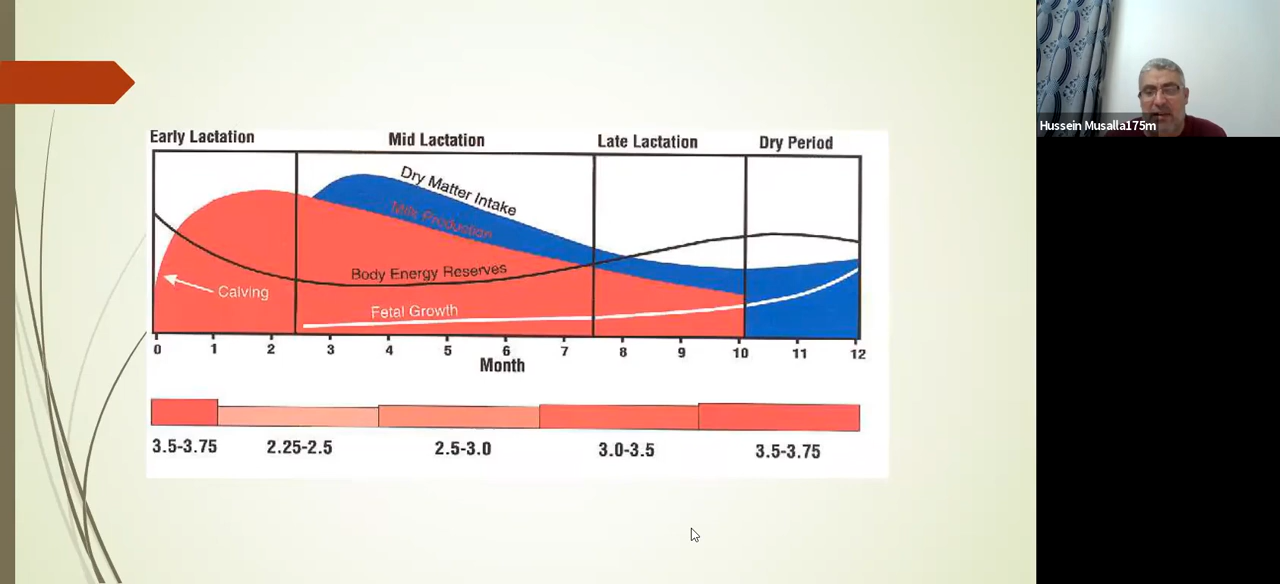 Early Lactation
Mid Lactation
Late Lactation
Dry Period
Dry Matter Intake
Milk Production
Body Energy Reserves
Calving
Fetal Growth
0 1 2 3 4 5 6 7 8 9 10 11 12
Month
3.5-3.75 2.25-2.5 2.5-3.0 3.0-3.5 3.5-3.75
Hussein Musalla175m